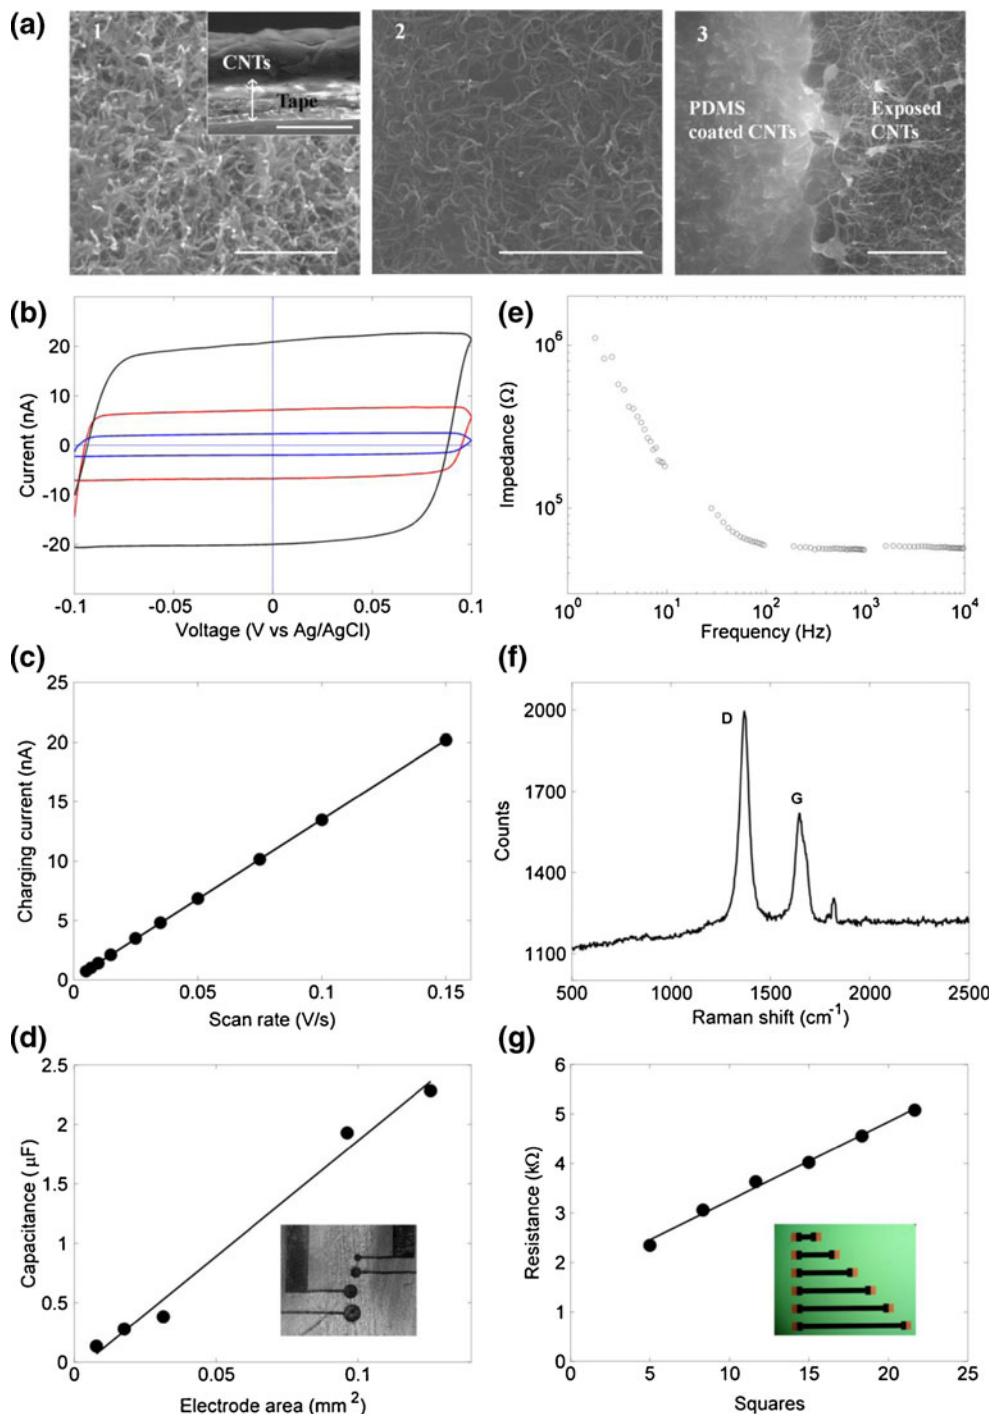 (a)
1
CNTs
Tape
2
3
PDMS
coated CNTs
Exposed
CNTs
(b)
20
10
0
-10
-20
Current (nA)
-0.1
-0.05
0
0.05
0.1
Voltage (V vs Ag/AgCl)
(e)
10^6
10^5
Impedance (Ω)
10^0
10^1
10^2
10^3
10^4
Frequency (Hz)
(c)
25
20
15
10
5
0
Charging current (nA)
0
0.05
0.1
0.15
Scan rate (V/s)
(f)
2000
1700
1400
1100
Counts
D
G
500
1000
1500
2000
2500
Raman shift (cm^-1)
(d)
2.5
2
1.5
1
0.5
0
Capacitance ( μF)
0
0.05
0.1
Electrode area (mm^2)
(g)
6
5
4
3
2
1
0
Resistance (kΩ)
0
5
10
15
20
25
Squares